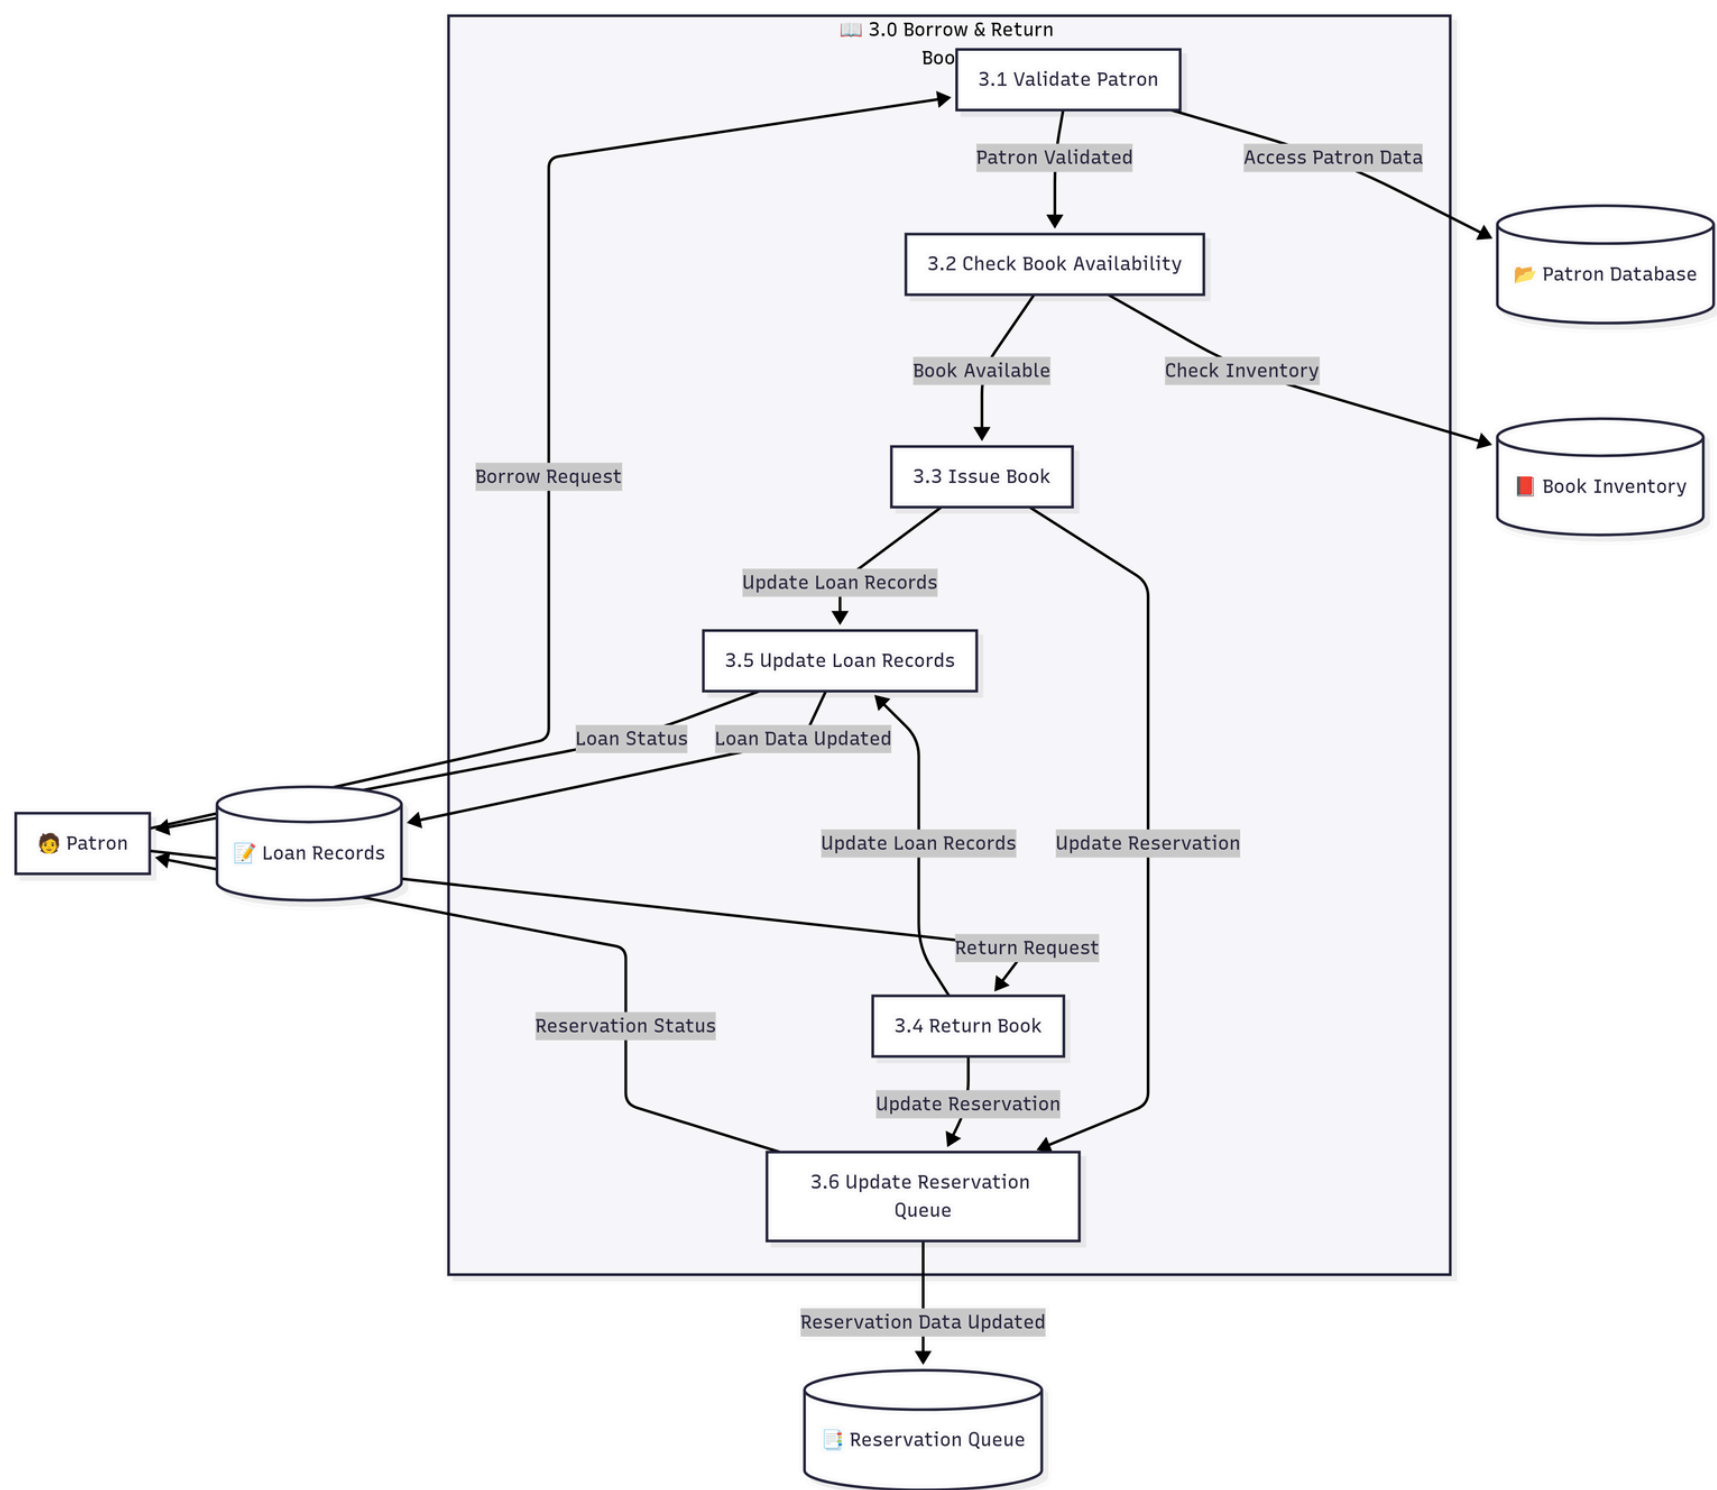 3.0 Borrow & Return
3.1 Validate Patron
Patron Validated
Access Patron Data
3.2 Check Book Availability
Patron Database
Book Available
Check Inventory
Borrow Request
3.3 Issue Book
Book Inventory
Update Loan Records
3.5 Update Loan Records
Loan Status
Loan Data Updated
Patron
Loan Records
Update Loan Records
Update Reservation
Return Request
Reservation Status
3.4 Return Book
Update Reservation
3.6 Update Reservation
Queue
Reservation Data Updated
Reservation Queue